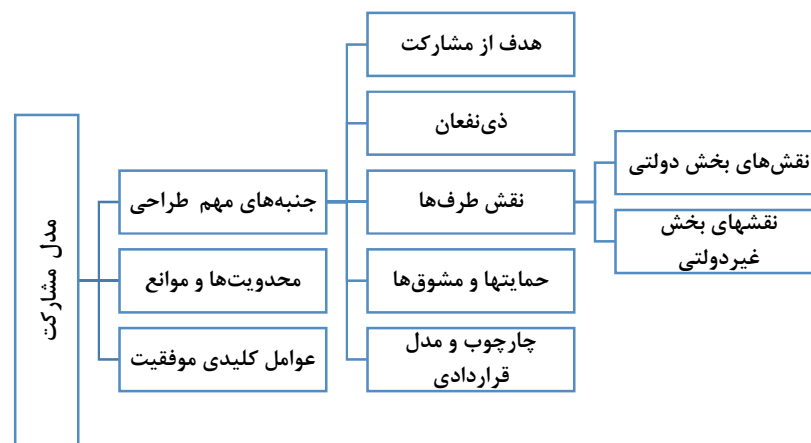 مدل مشارکت
جنبه‌های مهم طراحی
محدویت‌ها و موانع
عوامل کلیدی موفقیت
هدف از مشارکت
ذی‌نفعان
نقش طرف‌ها
حمایتها و مشوق‌ها
چارچوب و مدل
قراردادی
نقش‌های بخش دولتی
نقشهای بخش
غیردولتی